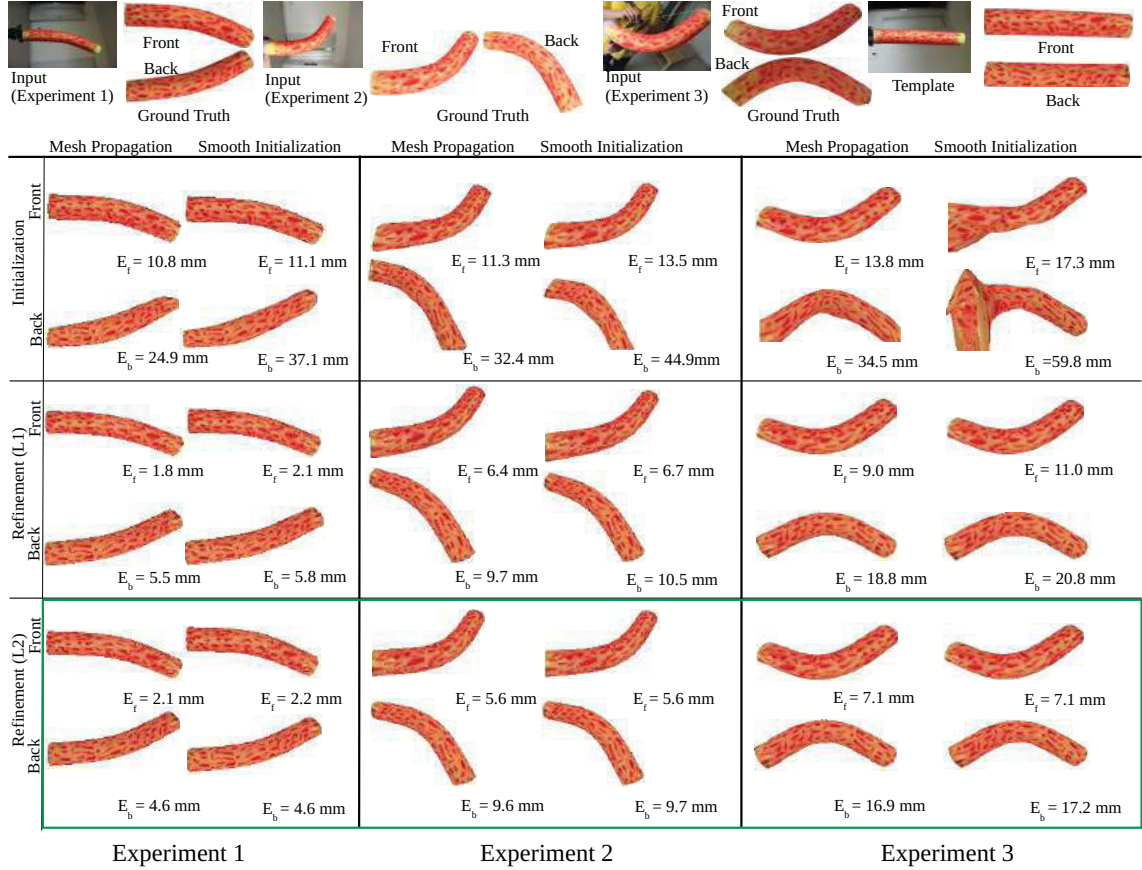 Input
(Experiment 1)
Front
Back
Ground Truth
Input
(Experiment 2)
Front
Back
Ground Truth
Input
(Experiment 3)
Front
Back
Ground Truth
Template
Front
Back
Mesh Propagation Smooth Initialization Mesh Propagation Smooth Initialization Mesh Propagation Smooth Initialization
Initialization
Front
E_f = 10.8 mm E_f = 11.1 mm E_f = 11.3 mm E_f = 13.5 mm E_f = 13.8 mm E_f = 17.3 mm
Back
E_b = 24.9 mm E_b = 37.1 mm E_b = 32.4 mm E_b = 44.9mm E_b = 34.5 mm E_b =59.8 mm
Refinement (L1)
Front
E_f = 1.8 mm E_f = 2.1 mm E_f = 6.4 mm E_f = 6.7 mm E_f = 9.0 mm E_f = 11.0 mm
Back
E_b = 5.5 mm E_b = 5.8 mm E_b = 9.7 mm E_b = 10.5 mm E_b = 18.8 mm E_b = 20.8 mm
Refinement (L2)
Front
E_f = 2.1 mm E_f = 2.2 mm E_f = 5.6 mm E_f = 5.6 mm E_f = 7.1 mm E_f = 7.1 mm
Back
E_b = 4.6 mm E_b = 4.6 mm E_b = 9.6 mm E_b = 9.7 mm E_b = 16.9 mm E_b = 17.2 mm
Experiment 1 Experiment 2 Experiment 3